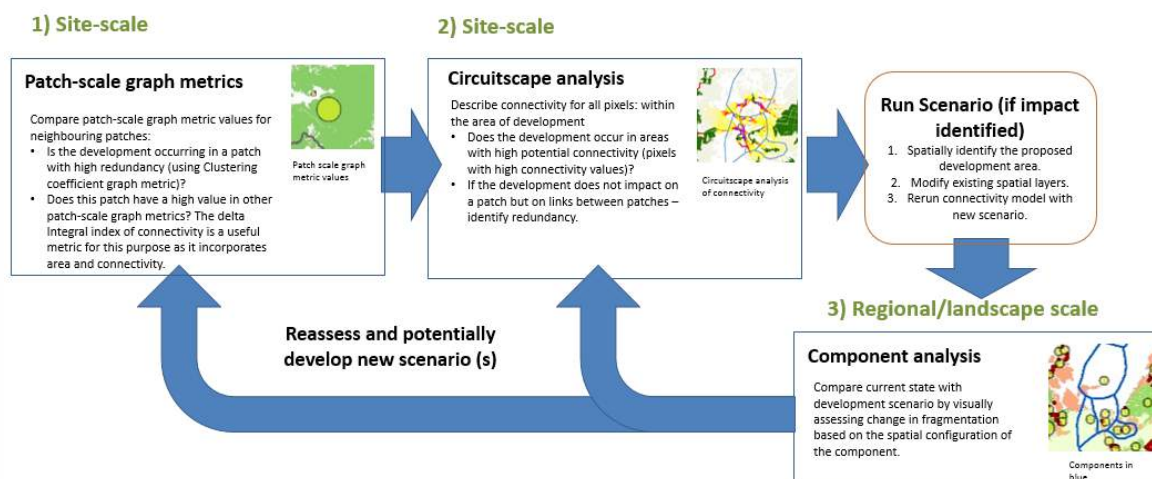 1) Site-scale
Patch-scale graph metrics
Compare patch-scale graph metric values for
neighbouring patches:
• Is the development occurring in a patch
with high redundancy (using Clustering
coefficient graph metric)?
• Does this patch have a high value in other
patch-scale graph metrics? The delta
Integral index of connectivity is a useful
metric for this purpose as it incorporates
area and connectivity.
Patch scale graph
metric values
2) Site-scale
Circuitscape analysis
Describe connectivity for all pixels: within
the area of development
• Does the development occur in areas
with high potential connectivity (pixels
with high connectivity values)?
• If the development does not impact on
a patch but on links between patches –
identify redundancy.
Circuitscape analysis
of connectivity
Run Scenario (if impact
identified)
1. Spatially identify the proposed
development area.
2. Modify existing spatial layers.
3. Rerun connectivity model with
new scenario.
3) Regional/landscape scale
Component analysis
Compare current state with
development scenario by visually
assessing change in fragmentation
based on the spatial configuration of
the component.
Components in
blue
Reassess and potentially
develop new scenario (s)